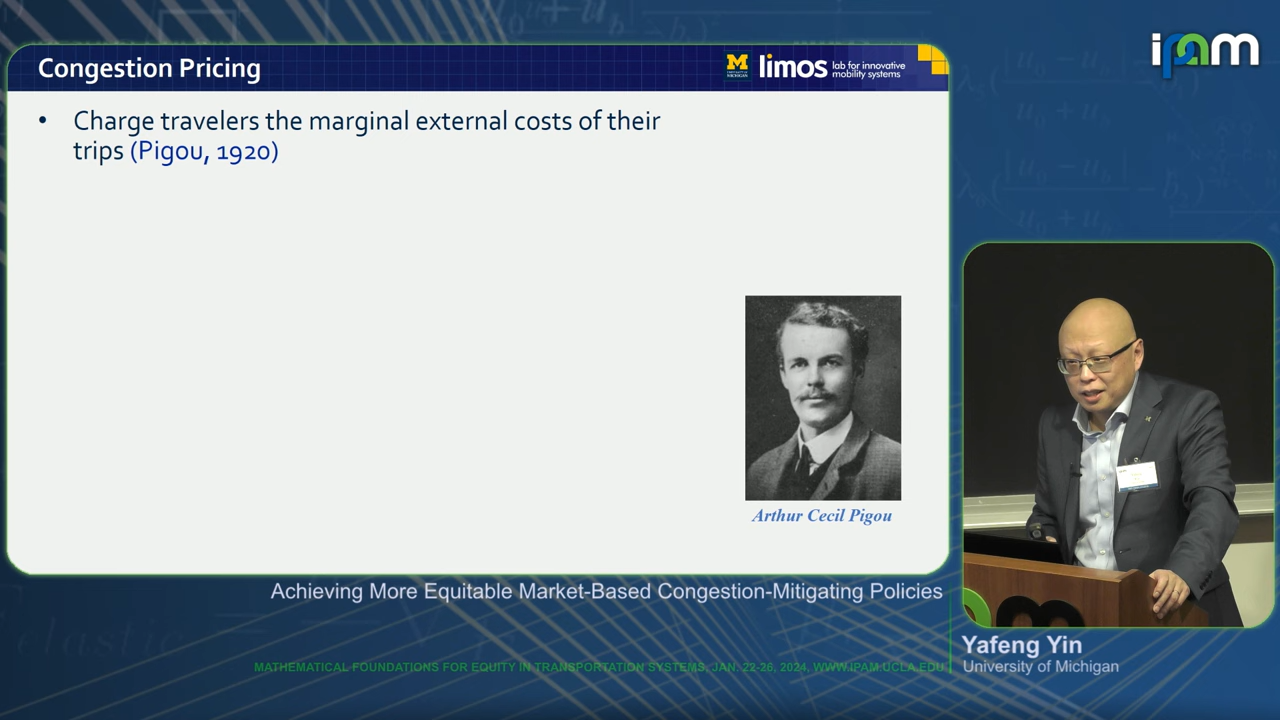 Congestion Pricing
M
limos lab for innovative
mobility systems
ipam
• Charge travelers the marginal external costs of their
trips (Pigou, 1920)
Arthur Cecil Pigou
Achieving More Equitable Market-Based Congestion-Mitigating Policies
Yafeng Yin
University of Michigan
MATHEMATICAL FOUNDATIONS FOR EQUITY IN TRANSPORTATION SYSTEMS, JAN. 22-26, 2024, WWW.IPAM.UCLA.EDU
elastic